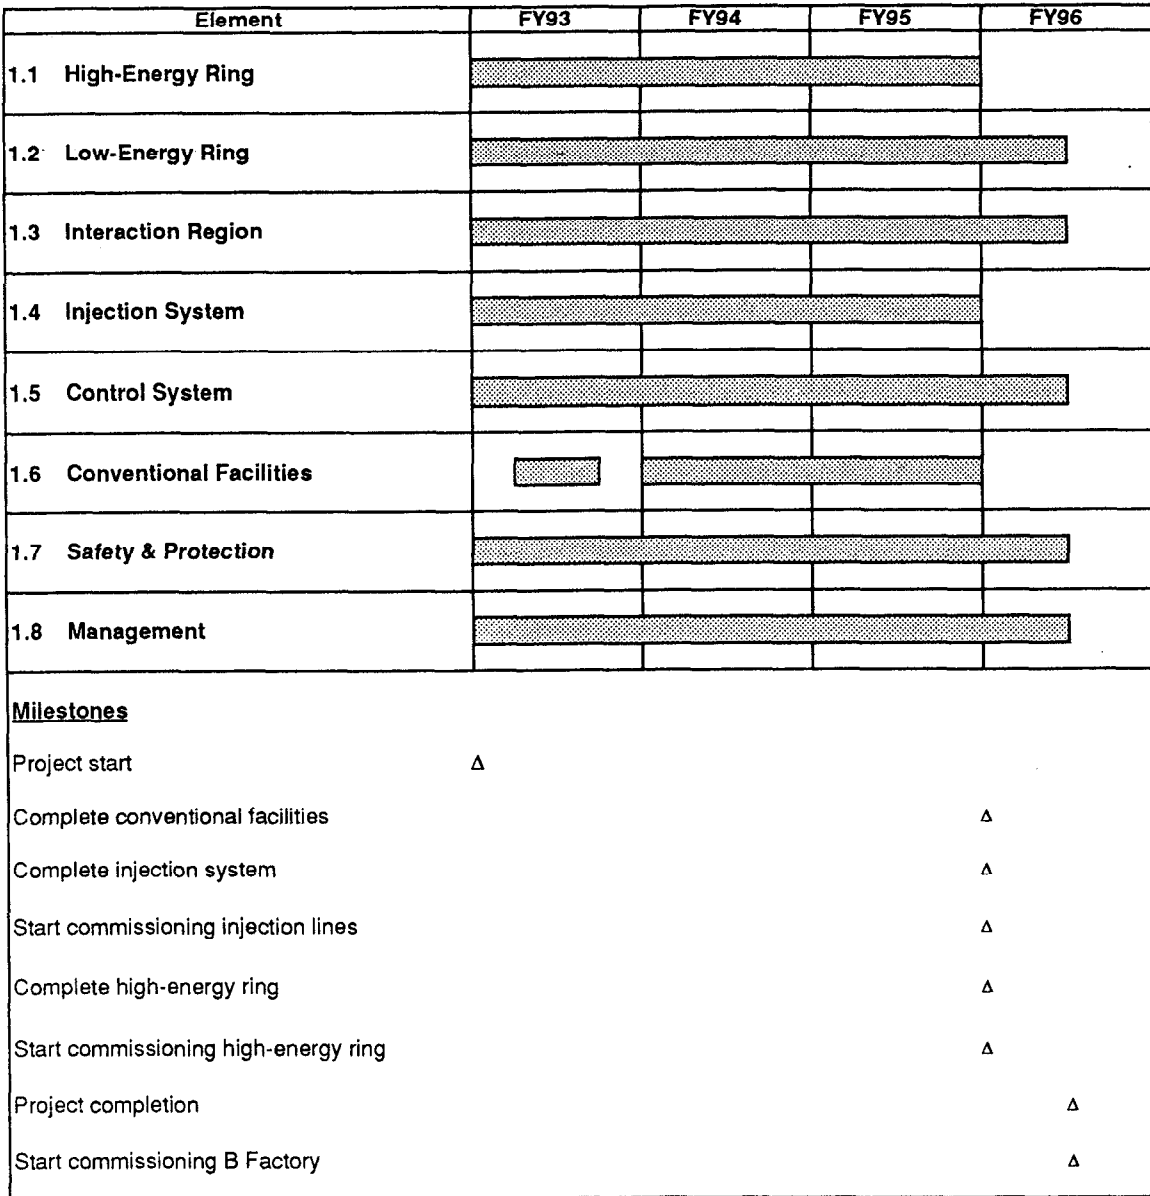 Element FY93 FY94 FY95 FY96
1.1 High-Energy Ring
1.2 Low-Energy Ring
1.3 Interaction Region
1.4 Injection System
1.5 Control System
1.6 Conventional Facilities
1.7 Safety & Protection
1.8 Management
Milestones
Project start Δ
Complete conventional facilities Δ
Complete injection system Δ
Start commissioning injection lines Δ
Complete high-energy ring Δ
Start commissioning high-energy ring Δ
Project completion Δ
Start commissioning B Factory Δ